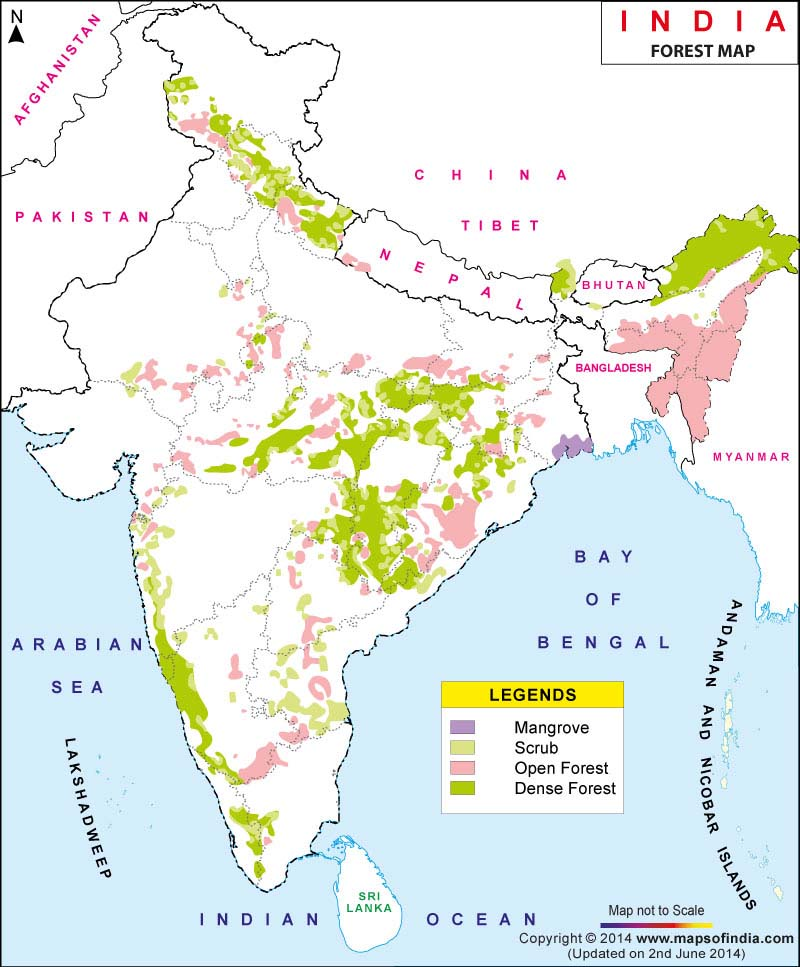 N
INDIA
FOREST MAP
AFGHANISTAN
CHINA
PAKISTAN
TIBET
NEPAL
BHUTAN
BANGLADESH
MYANMAR
BAY
OF
BENGAL
ARABIAN
SEA
ANDAMAN AND NICOBAR ISLANDS
LEGENDS
Mangrove
Scrub
Open Forest
Dense Forest
LAKSHADWEEP
SRI
LANKA
INDIAN OCEAN
Map not to Scale
Copyright © 2014 www.mapsofindia.com
(Updated on 2nd June 2014)